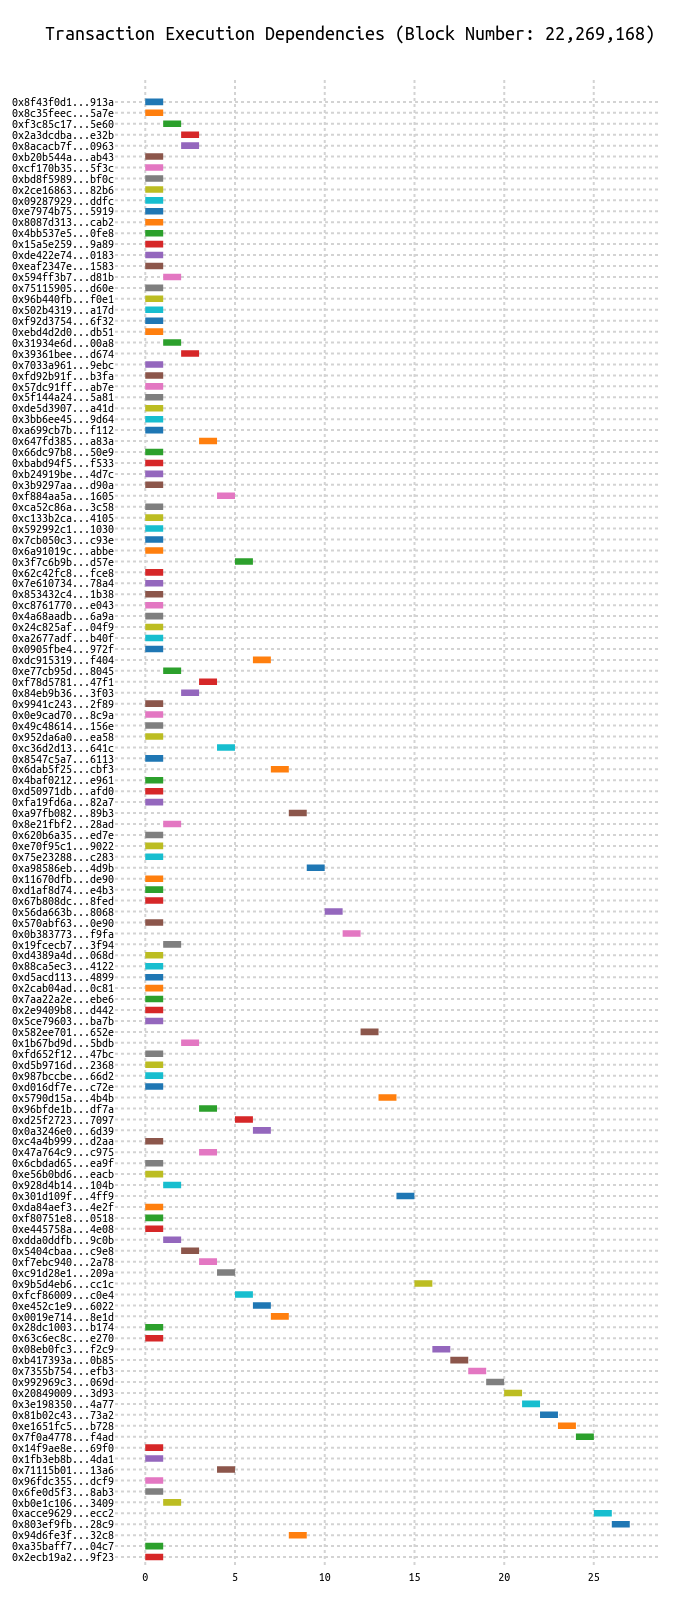 Transaction Execution Dependencies (Block Number: 22,269,168)
0x8f43f0d1...913a
0x8c35feec...5a7e
0xf3c85c17...5e60
0x2a3dcdba...e32b
0x8acacb7f...0963
0xb20b544a...ab43
0xcf170b35...5f3c
0xbd8f5989...bf0c
0x2ce16863...82b6
0x09287929...ddfc
0xe7974b75...5919
0x8087d313...cab2
0x4bb537e5...0fe8
0x15a5e259...9a89
0xde422e74...0183
0xeaf2347e...1583
0x594ff3b7...d81b
0x75115905...d60e
0x96b440fb...f0e1
0x502b4319...a17d
0xf92d3754...6f32
0xebd4d2d0...db51
0x31934e6d...00a8
0x39361bee...d674
0x7033a961...9ebc
0xfd92b91f...b3fa
0x57dc91ff...ab7e
0x5f144a24...5a81
0xde5d3907...a41d
0x3bb6ee45...9d64
0xa699cb7b...f112
0x647fd385...a83a
0x66dc97b8...50e9
0xbabd94f5...f533
0xb24919be...4d7c
0x3b9297aa...d90a
0xf884aa5a...1605
0xca52c86a...3c58
0xc133b2ca...4105
0x592992c1...1030
0x7cb050c3...c93e
0x6a91019c...abbe
0x3f7c6b9b...d57e
0x62c42fc8...fce8
0x7e610734...78a4
0x853432c4...1b38
0xc8761770...e043
0x4a68aadb...6a9a
0x24c825af...04f9
0xa2677adf...b40f
0x0905fbe4...972f
0xdc915319...f404
0xe77cb95d...8045
0xf78d5781...47f1
0x84eb9b36...3f03
0x9941c243...2f89
0x0e9cad70...8c9a
0x49c48614...156e
0x952da6a0...ea58
0xc36d2d13...641c
0x8547c5a7...6113
0x6dab5f25...cbf3
0x4baf0212...e961
0xd50971db...afd0
0xfa19fd6a...82a7
0xa97fb082...89b3
0x8e21fbf2...28ad
0x620b6a35...ed7e
0xe70f95c1...9022
0x75e23288...c283
0xa98586eb...4d9b
0x11670dfb...de90
0xd1af8d74...e4b3
0x67b808dc...8fed
0x56da663b...8068
0x570abf63...0e90
0x0b383773...f9fa
0x19fcecb7...3f94
0xd4389a4d...068d
0x88ca5ec3...4122
0xd5acd113...4899
0x2cab04ad...0c81
0x7aa22a2e...ebe6
0x2e9409b8...d442
0x5ce79603...ba7b
0x582ee701...652e
0x1b67bd9d...5bdb
0xfd652f12...47bc
0xd5b9716d...2368
0x987bccbe...66d2
0xd016df7e...c72e
0x5790d15a...4b4b
0x96bfde1b...df7a
0xd25f2723...7097
0x0a3246e0...6d39
0xc4a4b999...d2aa
0x47a764c9...c975
0x6cbdad65...ea9f
0xe56b0bd6...eacb
0x928d4b14...104b
0x301d109f...4ff9
0xda84aef3...4e2f
0xf80751e8...0518
0xe445758a...4e08
0xdda0ddfb...9c0b
0x5404cbaa...c9e8
0xf7ebc940...2a78
0xc91d28e1...209a
0x9b5d4eb6...cc1c
0xfcf86009...c0e4
0xe452c1e9...6022
0x0019e714...8e1d
0x28dc1003...b174
0x63c6ec8c...e270
0x08eb0fc3...f2c9
0xb417393a...0b85
0x7355b754...efb3
0x992969c3...069d
0x20849009...3d93
0x3e198350...4a77
0x81b02c43...73a2
0xe1651fc5...b728
0x7f0a4778...f4ad
0x14f9ae8e...69f0
0x1fb3eb8b...4da1
0x71115b01...13a6
0x96fdc355...dcf9
0x6fe0d5f3...8ab3
0xb0e1c106...3409
0xacce9629...ecc2
0x803ef9fb...28c9
0x94d6fe3f...32c8
0xa35baff7...04c7
0x2ecb19a2...9f23
0 5 10 15 20 25